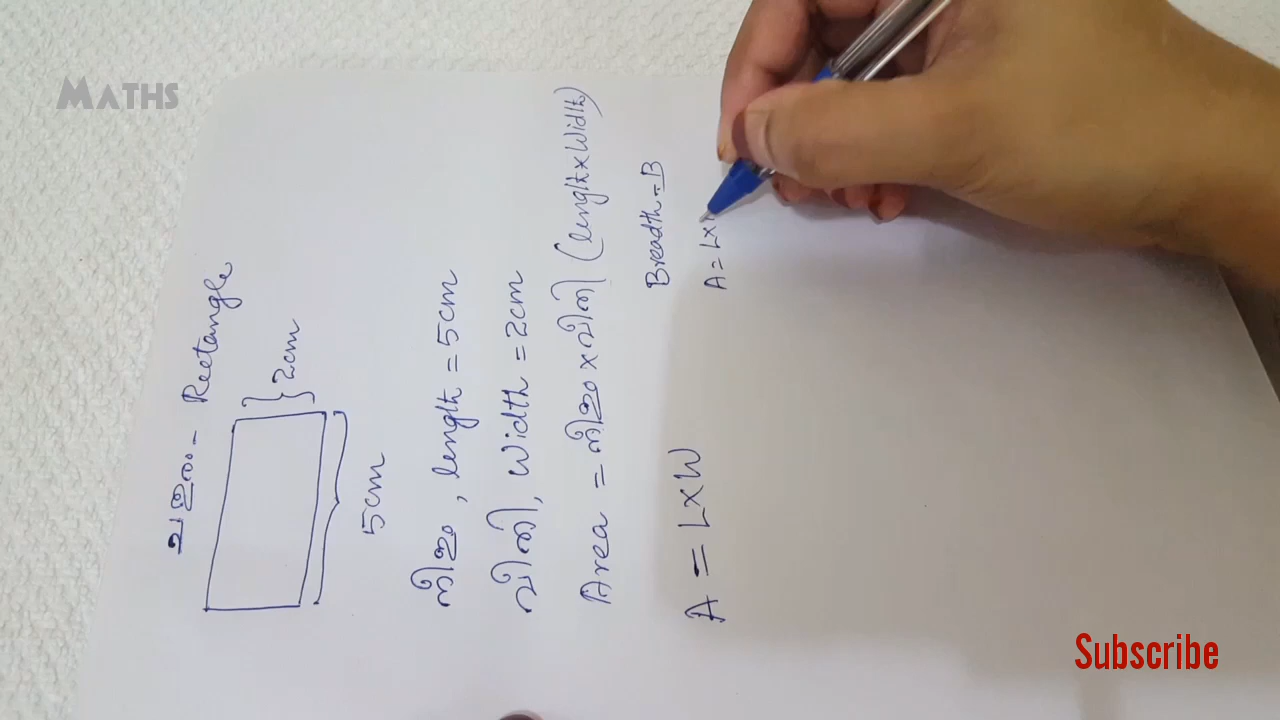 MATHS
ചതുരം - Rectangle
2cm
5cm
നീളം, length = 5cm
വീതി, Width = 2cm
Area = നീളം x വീതി (length x Width)
Breadth - B
A = L x W
A = L x
Subscribe